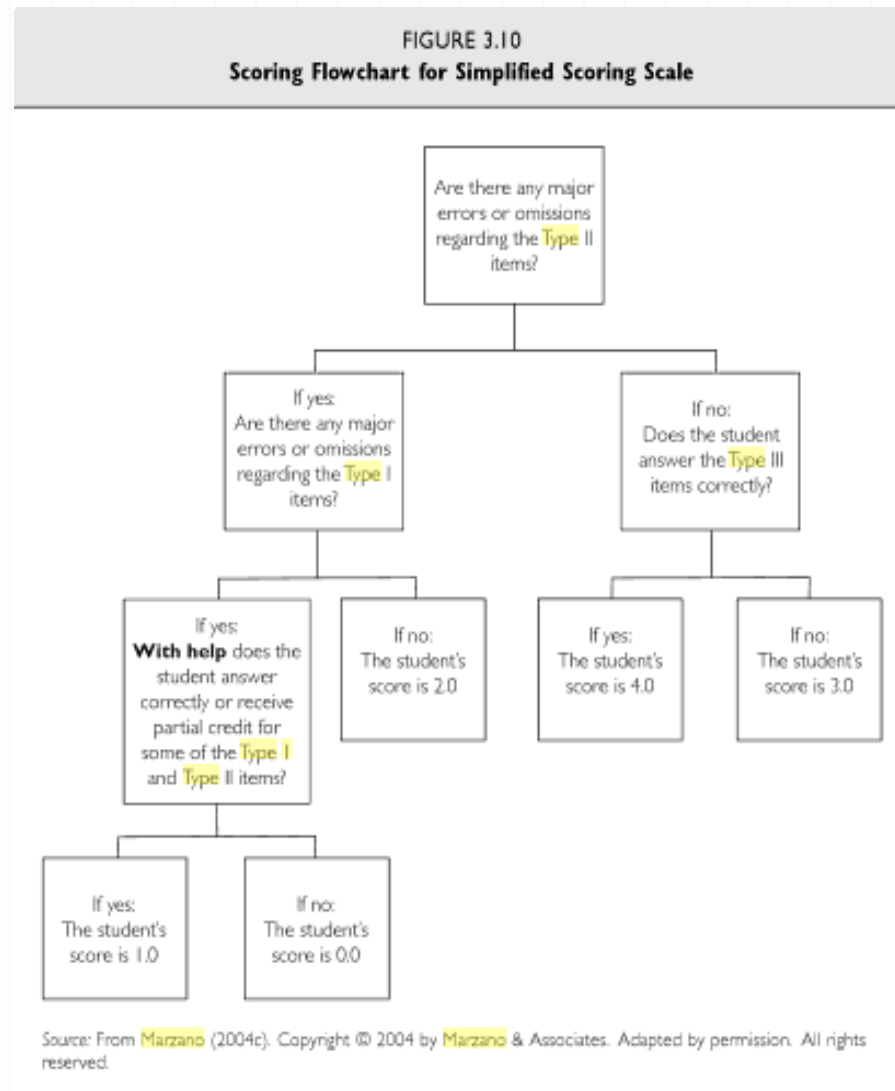 FIGURE 3.10
Scoring Flowchart for Simplified Scoring Scale
Are there any major
errors or omissions
regarding the Type II
items?
If yes:
Are there any major
errors or omissions
regarding the Type I
items?
If no:
Does the student
answer the Type III
items correctly?
If yes:
With help does the
student answer
correctly or receive
partial credit for
some of the Type I
and Type II items?
If no:
The student's
score is 2.0
If yes:
The student's
score is 4.0
If no:
The student's
score is 3.0
If yes:
The student's
score is 1.0
If no:
The student's
score is 0.0
Source: From Marzano (2004c). Copyright © 2004 by Marzano & Associates. Adapted by permission. All rights
reserved.